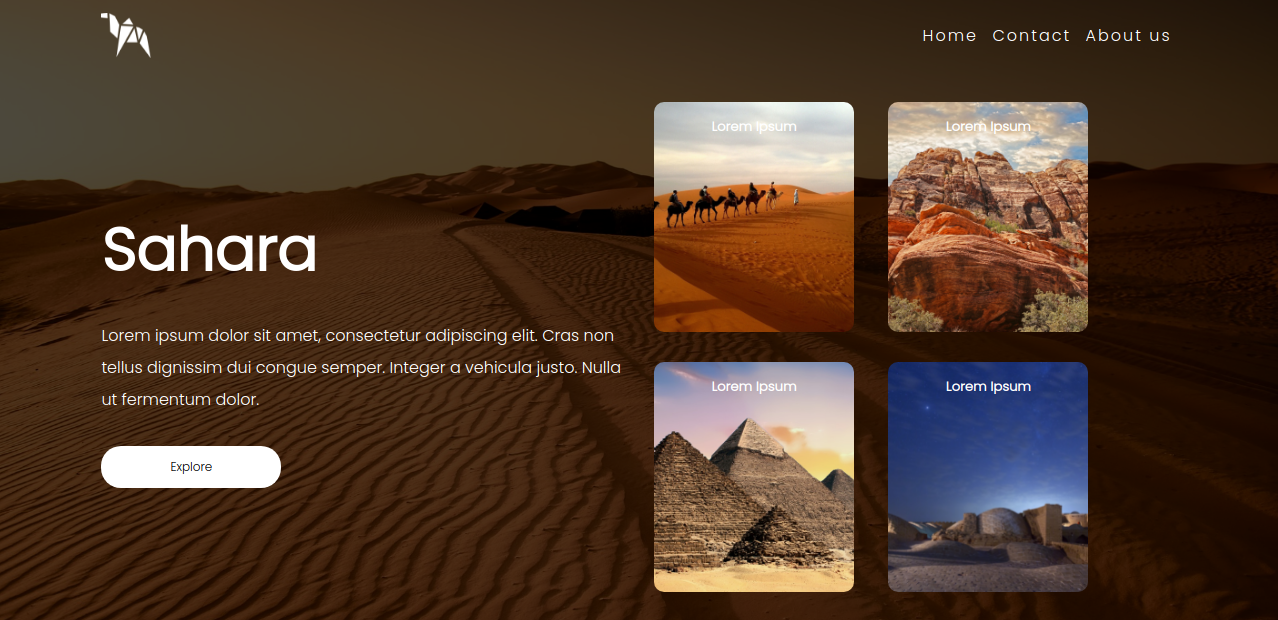 Home Contact About us
Lorem Ipsum
Lorem Ipsum
Sahara
Lorem ipsum dolor sit amet, consectetur adipiscing elit. Cras non
tellus dignissim dui congue semper. Integer a vehicula justo. Nulla
ut fermentum dolor.
Explore
Lorem Ipsum
Lorem Ipsum